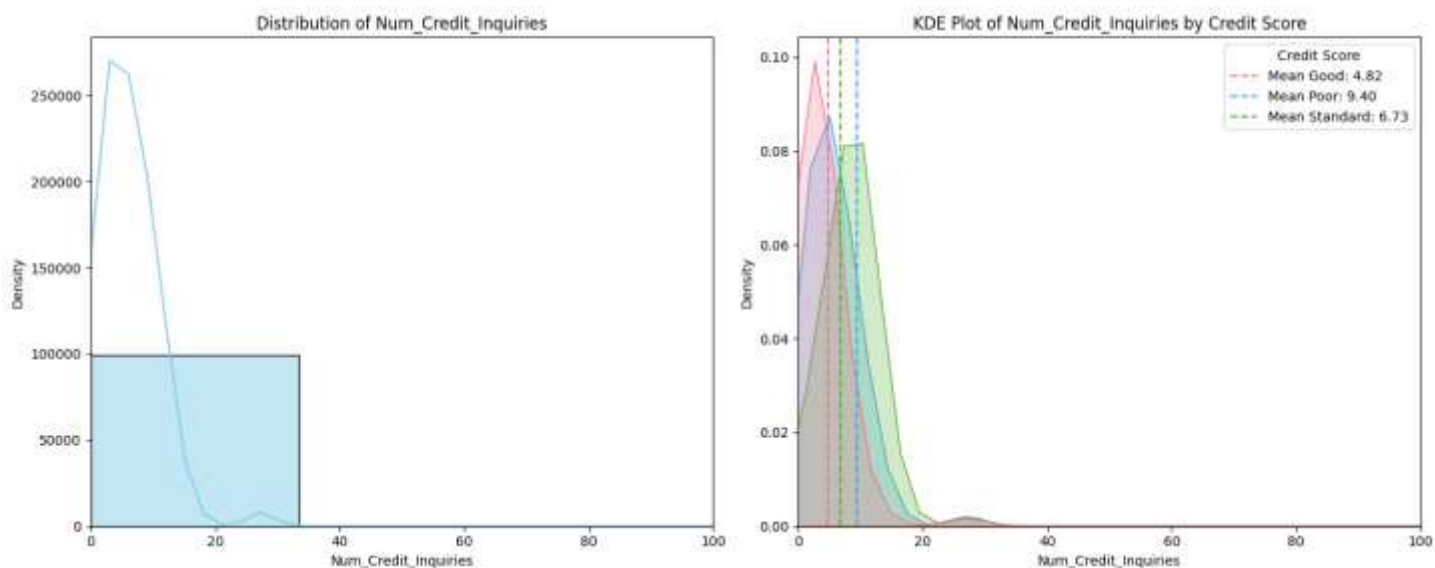 Distribution of Num_Credit_Inquiries
250000
200000
150000
100000
50000
0
Density
0 20 40 60 80 100
Num_Credit_Inquiries
KDE Plot of Num_Credit_Inquiries by Credit Score
Credit Score
Mean Good: 4.82
Mean Poor: 9.40
Mean Standard: 6.73
0.10
0.08
0.06
0.04
0.02
0.00
Density
0 20 40 60 80 100
Num_Credit_Inquiries